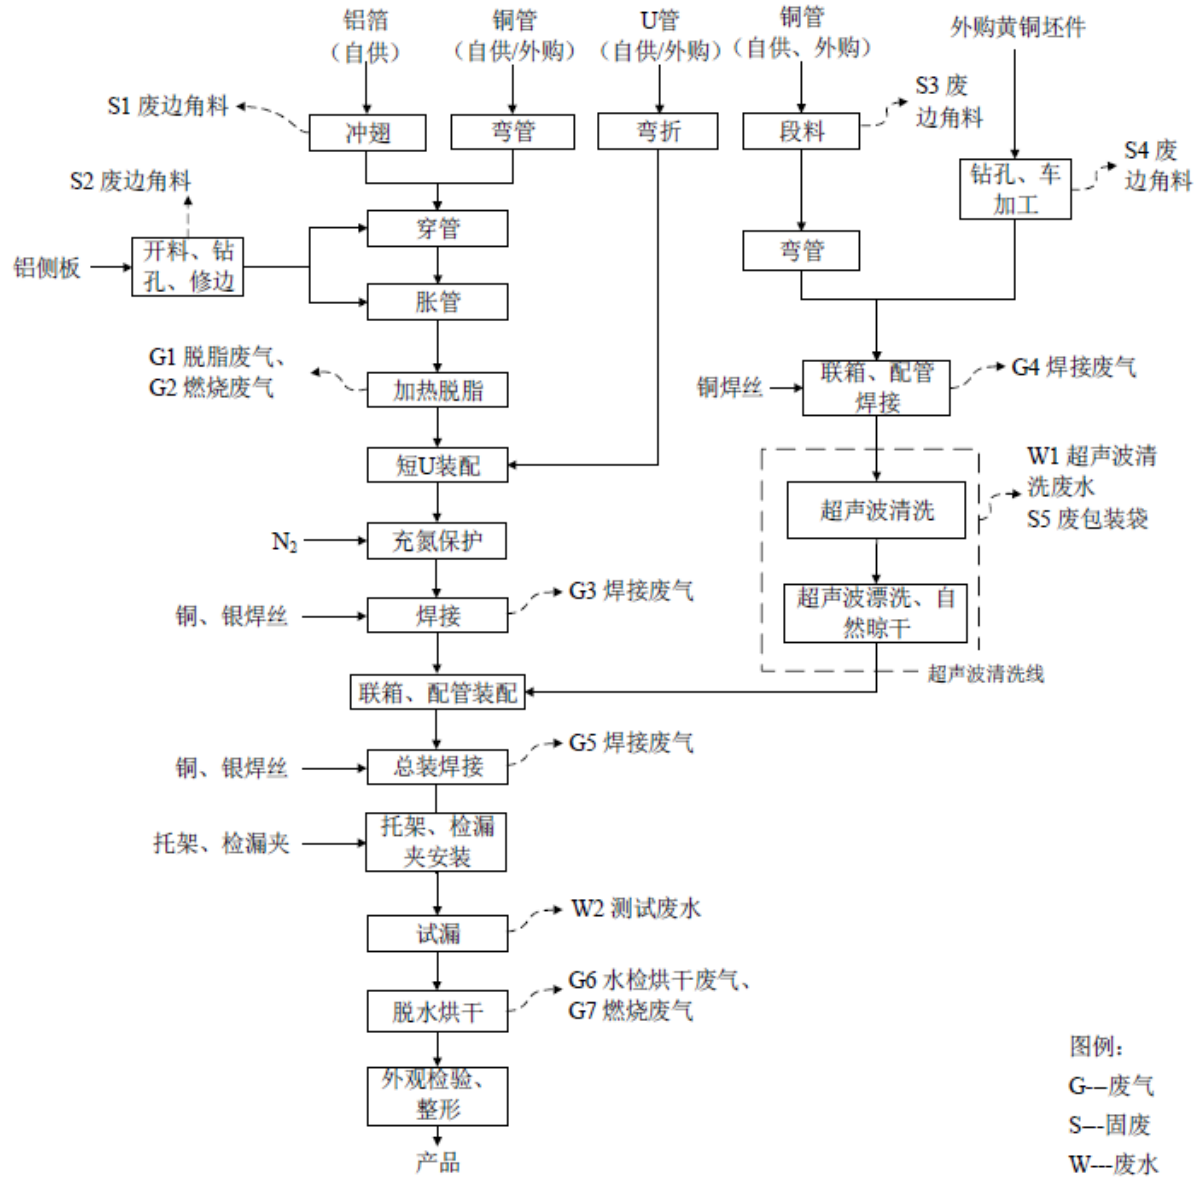 铝箔
（自供）
铜管
（自供/外购）
U管
（自供/外购）
铜管
（自供、外购）
外购黄铜坯件
S1 废边角料
冲翅
弯管
弯折
段料
S3 废
边角料
S2 废边角料
钻孔、车
加工
S4 废
边角料
穿管
弯管
铝侧板
开料、钻
孔、修边
胀管
G1 脱脂废气、
G2 燃烧废气
加热脱脂
铜焊丝
联箱、配管
焊接
G4 焊接废气
短U装配
W1 超声波清
洗废水
S5 废包装袋
超声波清洗
N₂
充氮保护
铜、银焊丝
焊接
G3 焊接废气
超声波漂洗、自
然晾干
超声波清洗线
联箱、配管装配
铜、银焊丝
总装焊接
G5 焊接废气
托架、检漏夹
托架、检漏
夹安装
试漏
W2 测试废水
脱水烘干
G6 水检烘干废气、
G7 燃烧废气
外观检验、
整形
产品
图例：
G---废气
S---固废
W---废水